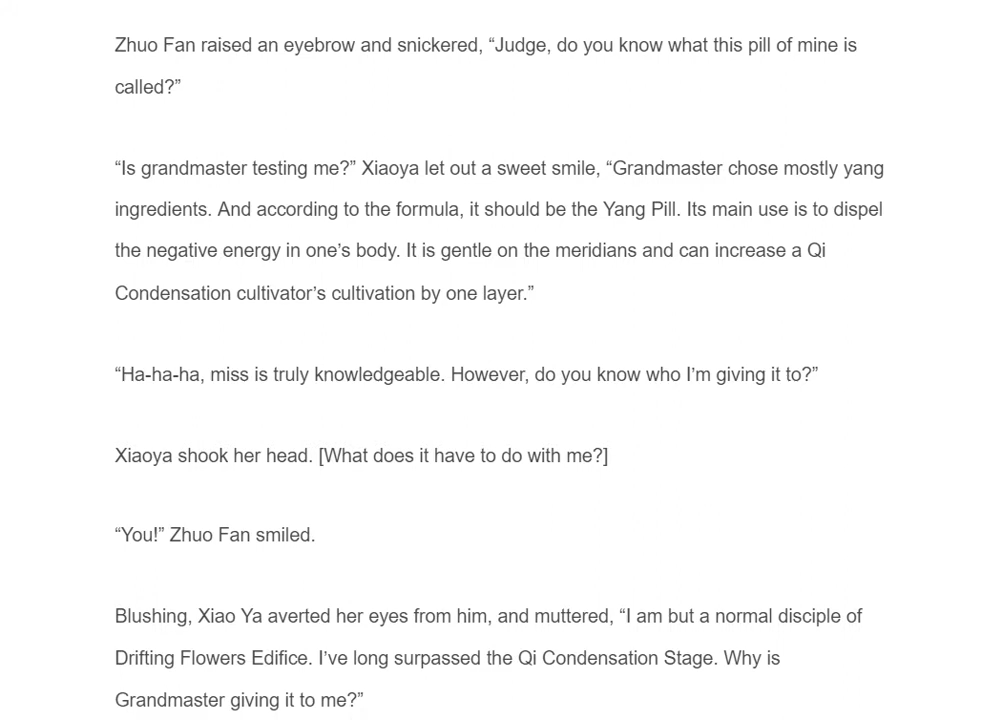 Zhuo Fan raised an eyebrow and snickered, “Judge, do you know what this pill of mine is
called?”
“Is grandmaster testing me?” Xiaoya let out a sweet smile, “Grandmaster chose mostly yang
ingredients. And according to the formula, it should be the Yang Pill. Its main use is to dispel
the negative energy in one’s body. It is gentle on the meridians and can increase a Qi
Condensation cultivator’s cultivation by one layer.”
“Ha-ha-ha, miss is truly knowledgeable. However, do you know who I’m giving it to?”
Xiaoya shook her head. [What does it have to do with me?]
“You!” Zhuo Fan smiled.
Blushing, Xiao Ya averted her eyes from him, and muttered, “I am but a normal disciple of
Drifting Flowers Edifice. I’ve long surpassed the Qi Condensation Stage. Why is
Grandmaster giving it to me?”